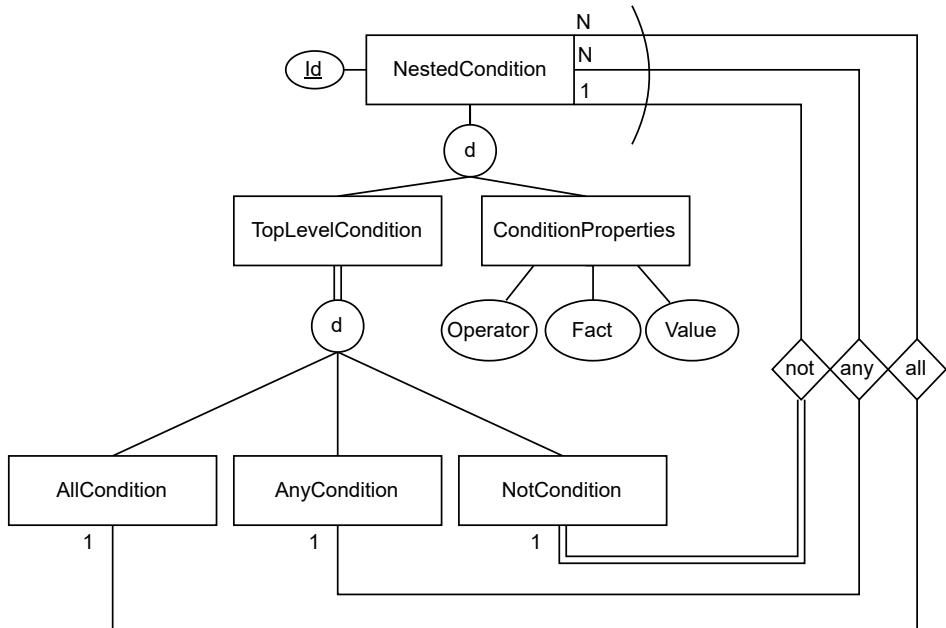 N
Id
NestedCondition
N
1
d
TopLevelCondition
ConditionProperties
d
Operator
Fact
Value
not
any
all
AllCondition
AnyCondition
NotCondition
1
1
1